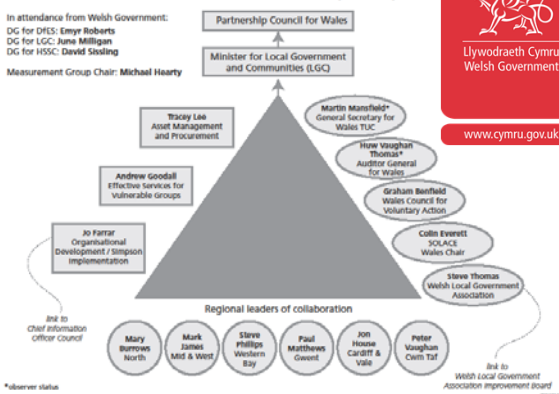 In attendance from Welsh Government:
DG for DfES: Emyr Roberts
DG for LGC: June Milligan
DG for HSSC: David Sissling
Measurement Group Chair: Michael Hearty
Partnership Council for Wales
Minister for Local Government
and Communities (LGC)
Llywodraeth Cymru
Welsh Government
www.cymru.gov.uk
Tracey Lee
Asset Management
and Procurement
Martin Mansfield*
General Secretary for
Wales TUC
Huw Vaughan
Thomas*
Auditor General
for Wales
Andrew Goodall
Effective Services for
Vulnerable Groups
Graham Benfield
Wales Council for
Voluntary Action
Jo Farrar
Organisational
Development / Simpson
Implementation
Colin Everett
SOLACE
Wales Chair
Steve Thomas
Welsh Local Government
Association
Regional leaders of collaboration
link to
Chief Information
Officer Council
Mary
Burrows
North
Mark
James
Mid & West
Steve
Phillips
Western
Bay
Paul
Matthews
Gwent
Jon
House
Cardiff &
Vale
Peter
Vaughan
Cwm Taf
link to
Welsh Local Government
Association Improvement Board
*observer status